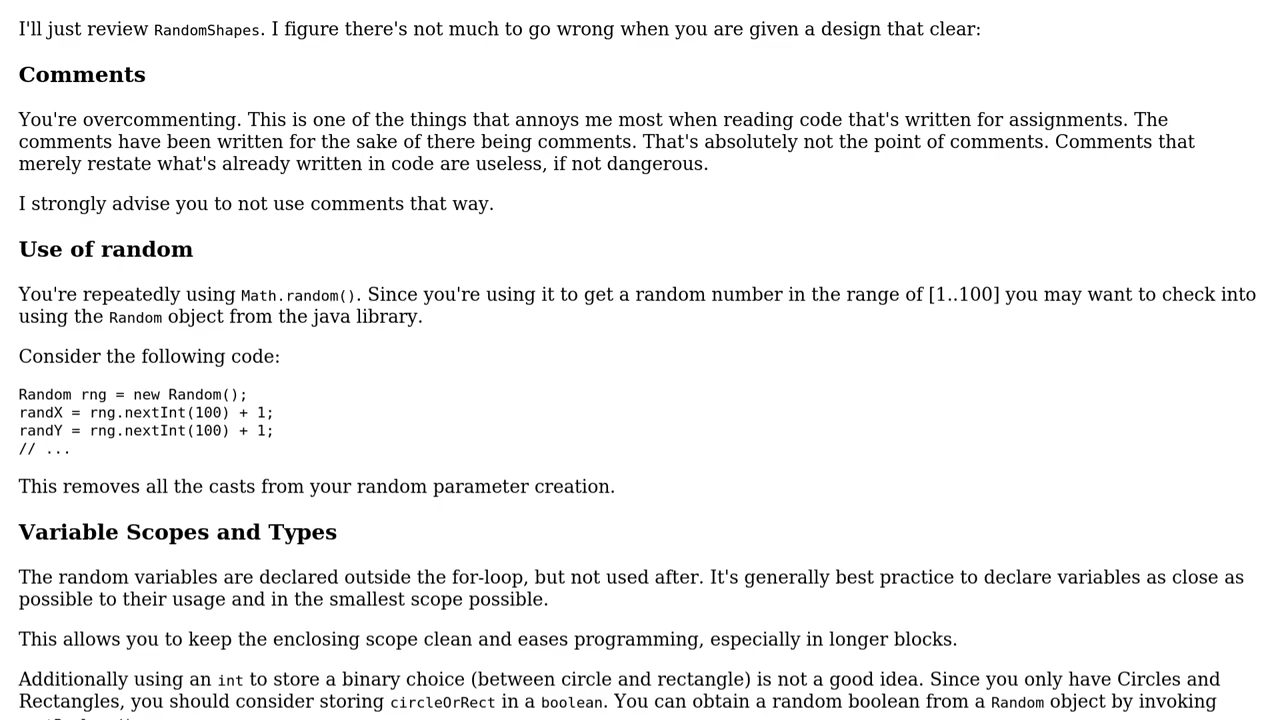 I'll just review RandomShapes. I figure there's not much to go wrong when you are given a design that clear:
Comments
You're overcommenting. This is one of the things that annoys me most when reading code that's written for assignments. The
comments have been written for the sake of there being comments. That's absolutely not the point of comments. Comments that
merely restate what's already written in code are useless, if not dangerous.
I strongly advise you to not use comments that way.
Use of random
You're repeatedly using Math.random(). Since you're using it to get a random number in the range of [1..100] you may want to check into
using the Random object from the java library.
Consider the following code:
Random rng = new Random();
randX = rng.nextInt(100) + 1;
randY = rng.nextInt(100) + 1;
// ...
This removes all the casts from your random parameter creation.
Variable Scopes and Types
The random variables are declared outside the for-loop, but not used after. It's generally best practice to declare variables as close as
possible to their usage and in the smallest scope possible.
This allows you to keep the enclosing scope clean and eases programming, especially in longer blocks.
Additionally using an int to store a binary choice (between circle and rectangle) is not a good idea. Since you only have Circles and
Rectangles, you should consider storing circleOrRect in a boolean. You can obtain a random boolean from a Random object by invoking